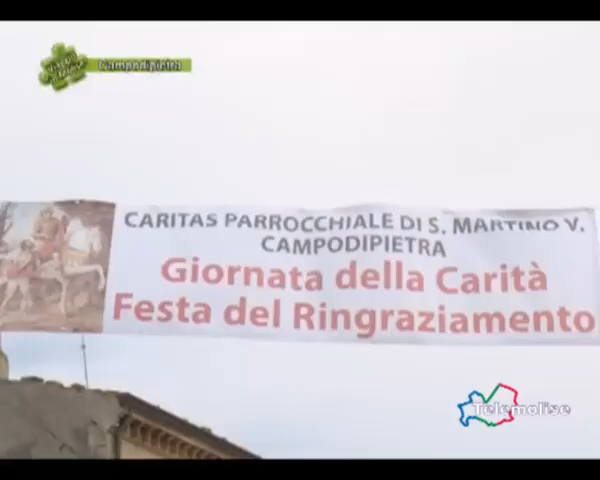 Campodipietra
CARITAS PARROCCHIALE DI S. MARTINO V.
CAMPODIPIETRA
Giornata della Carità
Festa del Ringraziamento
Telemolise